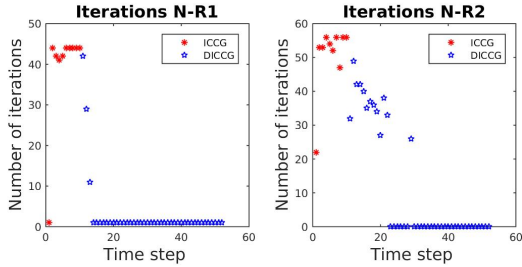 Iterations N-R1
50
40
30
20
10
0
0 20 40 60
Number of iterations
Time step
ICCG
DICCG
Iterations N-R2
60
50
40
30
20
10
0
0 20 40 60
Number of iterations
Time step
ICCG
DICCG